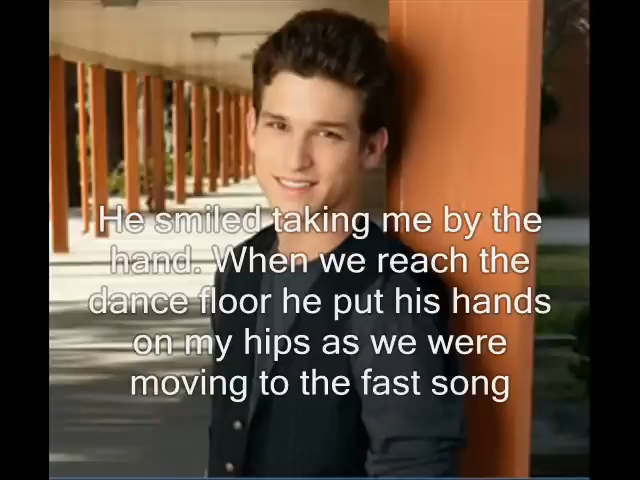 He smiled taking me by the
hand. When we reach the
dance floor he put his hands
on my hips as we were
moving to the fast song